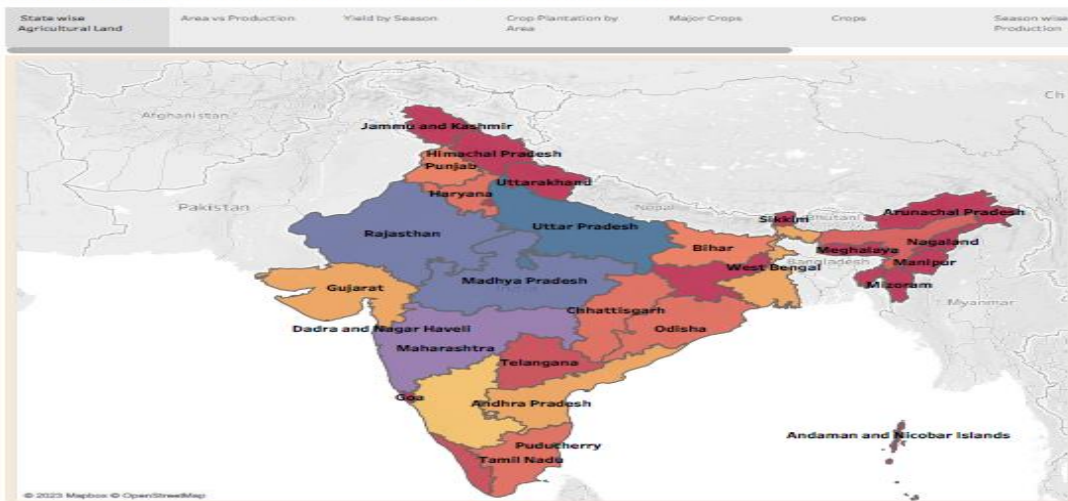 State wise
Agricultural Land
Area vs Production
Yield by Season
Crop Plantation by
Area
Major Crops
Crops
Season wise
Production
Afghanistan
Ch
Jammu and Kashmir
Himachal Pradesh
Punjab
Uttarakhand
Haryana
Pakistan
Nepal
Sikkim
Bhutan
Arunachal Pradesh
Rajasthan
Uttar Pradesh
Bihar
Nagaland
Meghalaya
Bangladesh
Manipur
West Bengal
Madhya Pradesh
Gujarat
Mizoram
Myanmar
Chhattisgarh
Dadra and Nagar Haveli
Odisha
Maharashtra
Telangana
Goa
Andhra Pradesh
Andaman and Nicobar Islands
Puducherry
Tamil Nadu
© 2023 Mapbox © OpenStreetMap